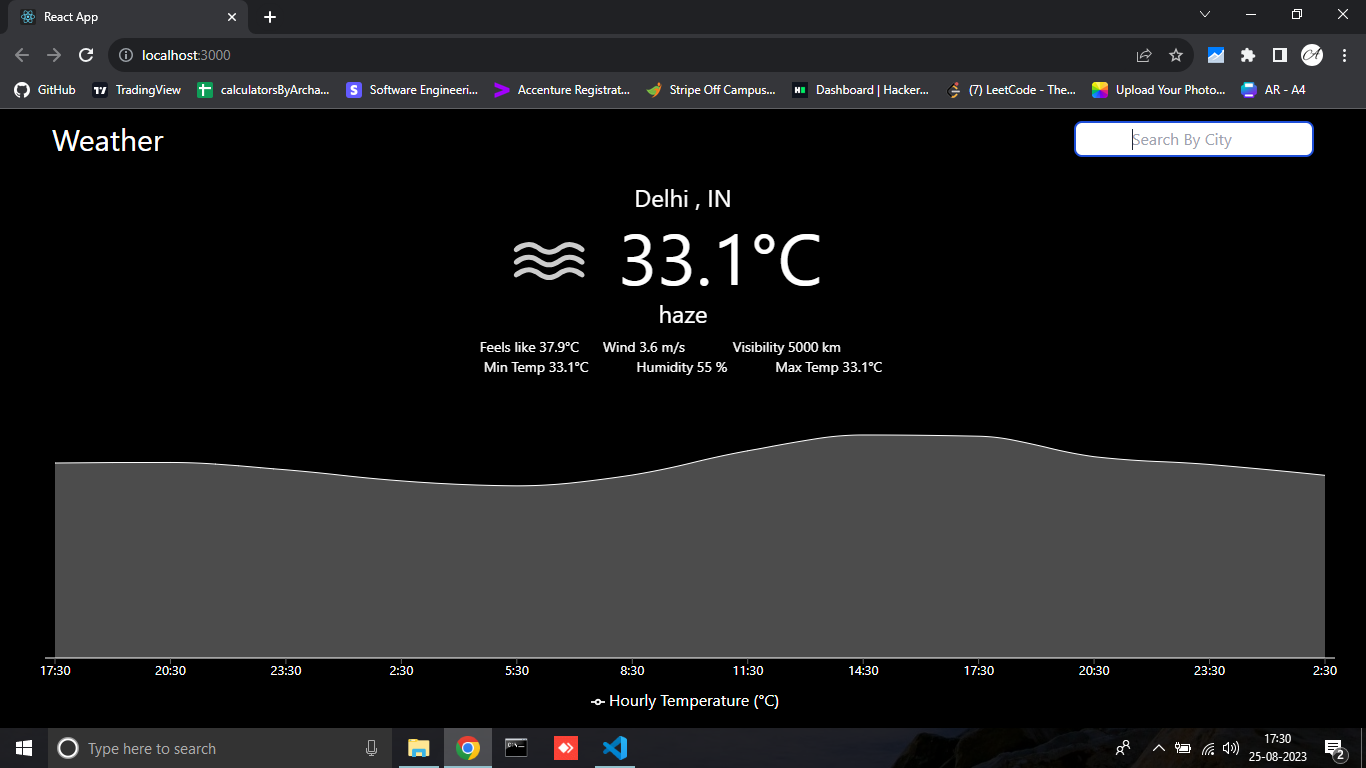 React App
localhost:3000
GitHub TradingView calculatorsByArcha... Software Engineeri... Accenture Registrat... Stripe Off Campus... Dashboard | Hacker... (7) LeetCode - The... Upload Your Photo... AR - A4
Weather
Search By City
Delhi , IN
33.1°C
haze
Feels like 37.9°C Wind 3.6 m/s Visibility 5000 km
Min Temp 33.1°C Humidity 55 % Max Temp 33.1°C
17:30 20:30 23:30 2:30 5:30 8:30 11:30 14:30 17:30 20:30 23:30 2:30
Hourly Temperature (°C)
Type here to search
17:30
25-08-2023
2